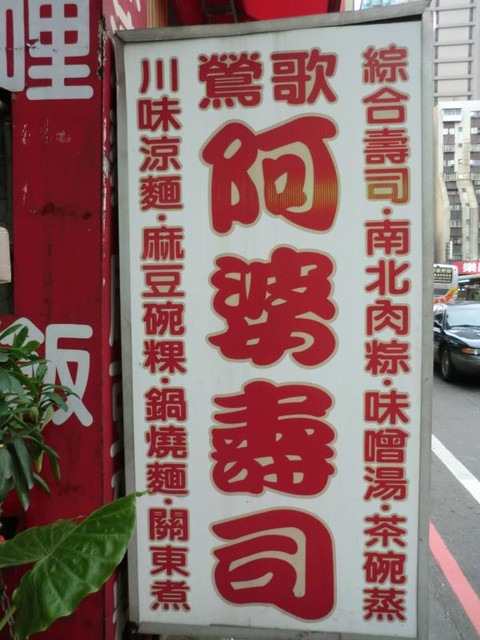 鶯歌
阿婆壽司
綜合壽司·南北肉粽·味噌湯·茶碗蒸
川味涼麵·麻豆碗粿·鍋燒麵·關東煮
哩
飯